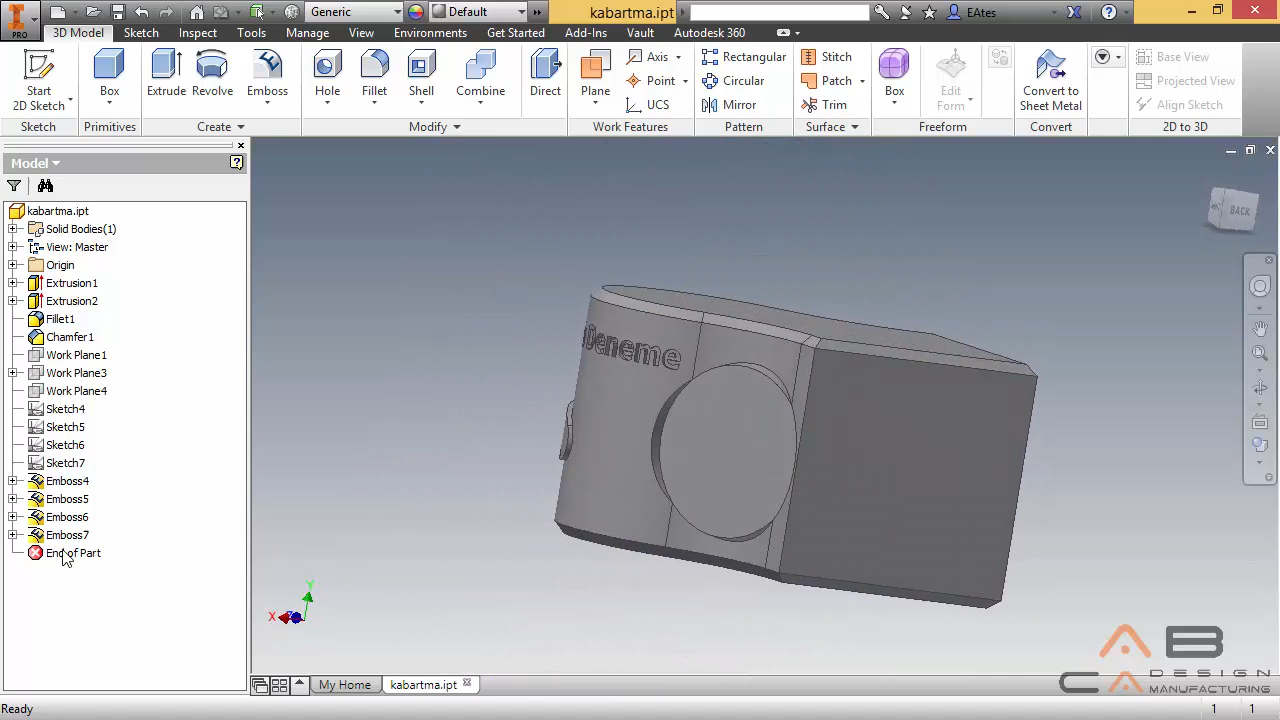 PRO
Generic
Default
kabartma.ipt
EAtes
3D Model
Sketch
Inspect
Tools
Manage
View
Environments
Get Started
Add-Ins
Vault
Autodesk 360
Start
2D Sketch
Box
Extrude
Revolve
Emboss
Hole
Fillet
Shell
Combine
Direct
Plane
Axis
Point
UCS
Rectangular
Circular
Mirror
Stitch
Patch
Trim
Box
Edit
Form
Convert to
Sheet Metal
Base View
Projected View
Align Sketch
Sketch
Primitives
Create
Modify
Work Features
Pattern
Surface
Freeform
Convert
2D to 3D
Model
kabartma.ipt
Solid Bodies(1)
View: Master
Origin
Extrusion1
Extrusion2
Fillet1
Chamfer1
Work Plane1
Work Plane3
Work Plane4
Sketch4
Sketch5
Sketch6
Sketch7
Emboss4
Emboss5
Emboss6
Emboss7
End of Part
BACK
Deneme
Y
X
My Home
kabartma.ipt
AB
CA DESIGN
MANUFACTURING
Ready
1
1